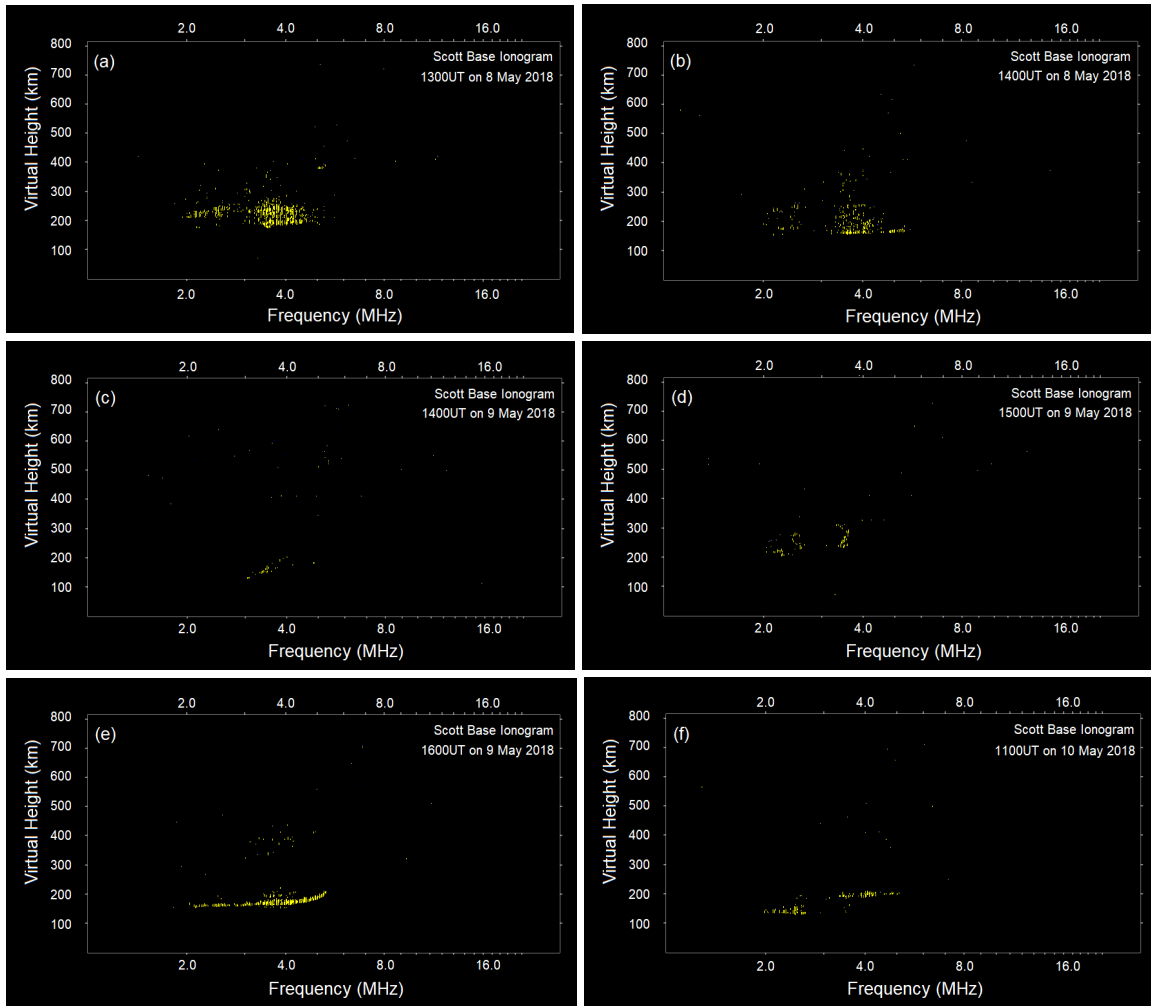 2.0 4.0 8.0 16.0
800
(a)
Scott Base Ionogram
1300UT on 8 May 2018
700
600
500
400
300
200
100
Virtual Height (km)
2.0 4.0 8.0 16.0
Frequency (MHz)
2.0 4.0 8.0 16.0
800
(b)
Scott Base Ionogram
1400UT on 8 May 2018
700
600
500
400
300
200
100
Virtual Height (km)
2.0 4.0 8.0 16.0
Frequency (MHz)
2.0 4.0 8.0 16.0
800
(c)
Scott Base Ionogram
1400UT on 9 May 2018
700
600
500
400
300
200
100
Virtual Height (km)
2.0 4.0 8.0 16.0
Frequency (MHz)
2.0 4.0 8.0 16.0
800
(d)
Scott Base Ionogram
1500UT on 9 May 2018
700
600
500
400
300
200
100
Virtual Height (km)
2.0 4.0 8.0 16.0
Frequency (MHz)
2.0 4.0 8.0 16.0
800
(e)
Scott Base Ionogram
1600UT on 9 May 2018
700
600
500
400
300
200
100
Virtual Height (km)
2.0 4.0 8.0 16.0
Frequency (MHz)
2.0 4.0 8.0 16.0
800
(f)
Scott Base Ionogram
1100UT on 10 May 2018
700
600
500
400
300
200
100
Virtual Height (km)
2.0 4.0 8.0 16.0
Frequency (MHz)